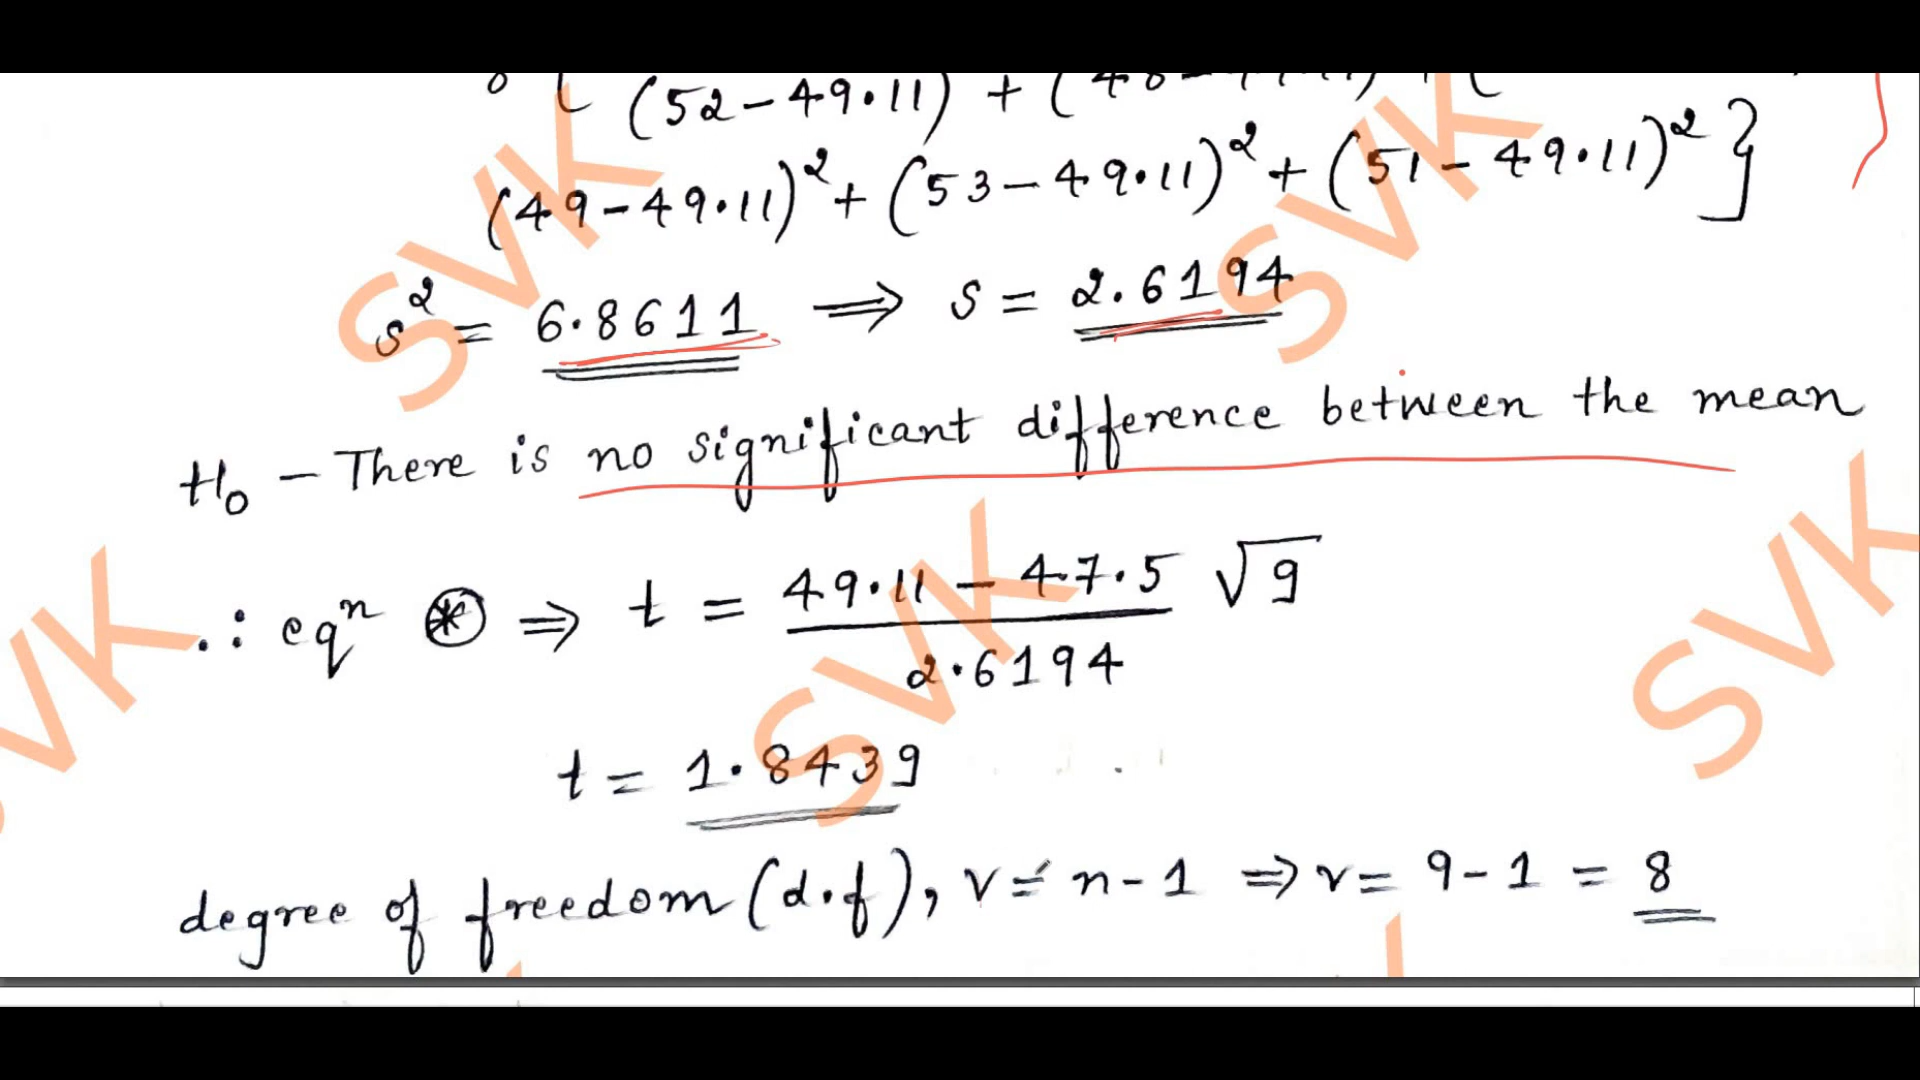 (52-49.11) + (
(49-49.11)² + (53-49.11)² + (51-49.11)² }
s² = 6.8611 ⟹ s = 2.6194
H₀ - There is no significant difference between the mean
∴ eqⁿ ⊛ ⟹ t = (49.11 - 47.5)/2.6194 √9
t = 1.8439
degree of freedom (d.f), ν = n-1 ⟹ ν = 9-1 = 8
SVK
SVK
SVK
SVK
SVK